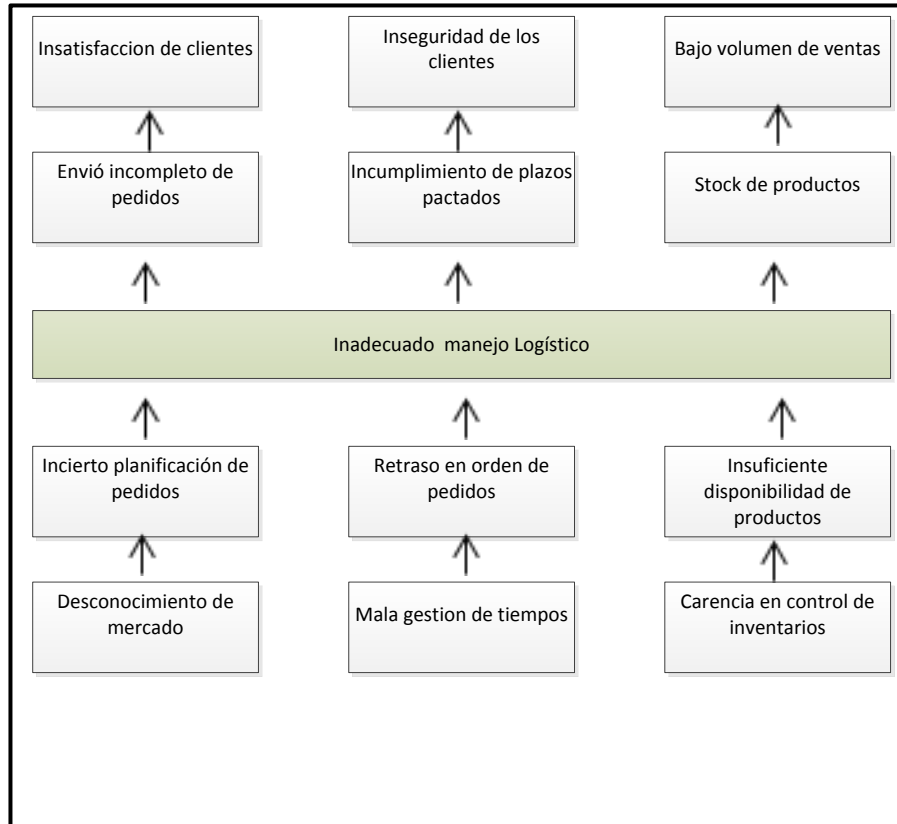 Insatisfaccion de clientes
Inseguridad de los
clientes
Bajo volumen de ventas
Envió incompleto de
pedidos
Incumplimiento de plazos
pactados
Stock de productos
Inadecuado manejo Logístico
Incierto planificación de
pedidos
Retraso en orden de
pedidos
Insuficiente
disponibilidad de
productos
Desconocimiento de
mercado
Mala gestion de tiempos
Carencia en control de
inventarios